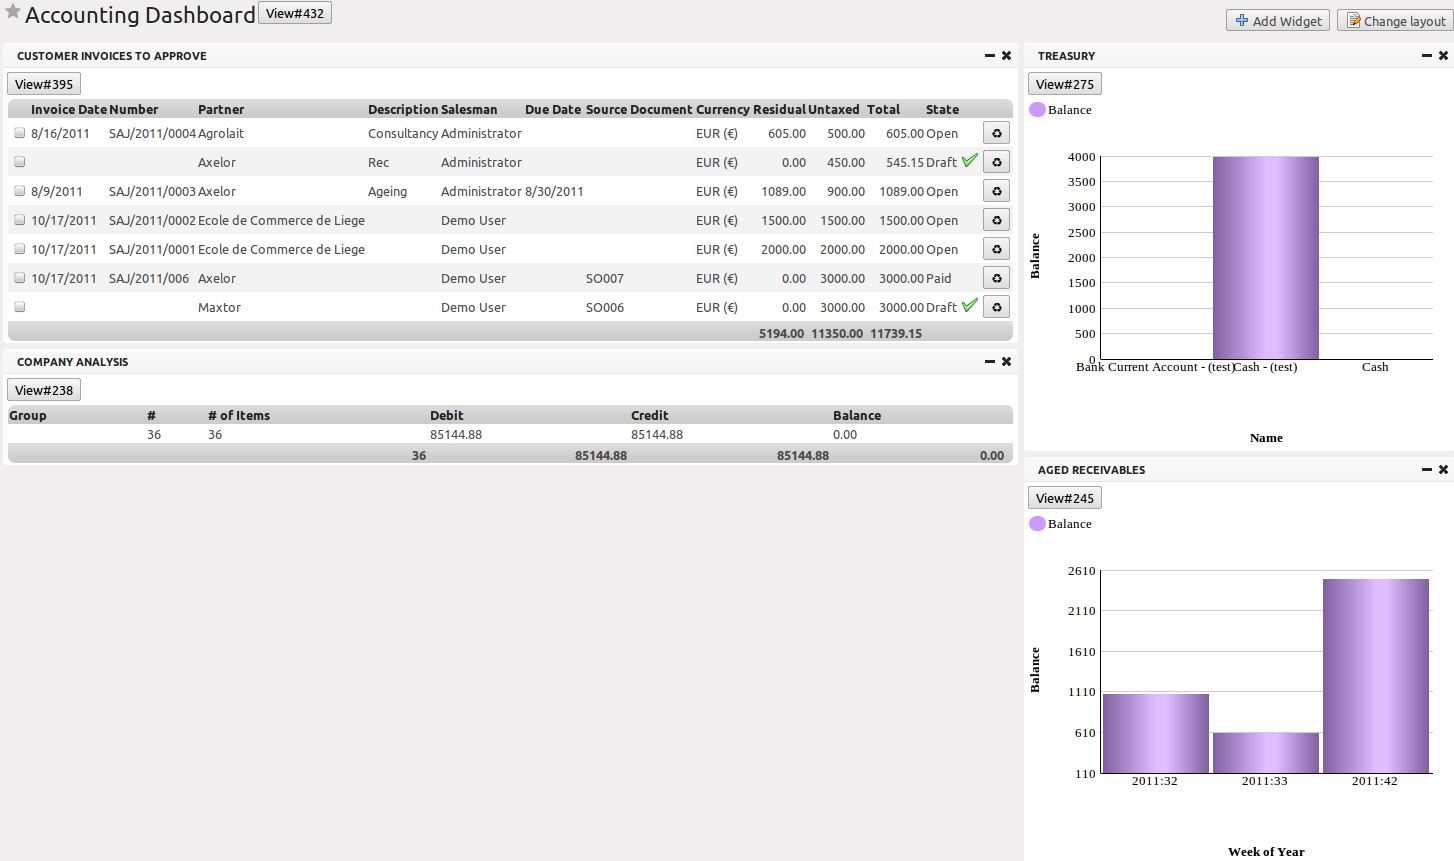 Accounting Dashboard View#432
Add Widget Change layout
CUSTOMER INVOICES TO APPROVE
View#395
Invoice Date Number Partner Description Salesman Due Date Source Document Currency Residual Untaxed Total State
8/16/2011 SAJ/2011/0004 Agrolait Consultancy Administrator EUR (€) 605.00 500.00 605.00 Open
Axelor Rec Administrator EUR (€) 0.00 450.00 545.15 Draft
8/9/2011 SAJ/2011/0003 Axelor Ageing Administrator 8/30/2011 EUR (€) 1089.00 900.00 1089.00 Open
10/17/2011 SAJ/2011/0002 Ecole de Commerce de Liege Demo User EUR (€) 1500.00 1500.00 1500.00 Open
10/17/2011 SAJ/2011/0001 Ecole de Commerce de Liege Demo User EUR (€) 2000.00 2000.00 2000.00 Open
10/17/2011 SAJ/2011/006 Axelor Demo User SO007 EUR (€) 0.00 3000.00 3000.00 Paid
Maxtor Demo User SO006 EUR (€) 0.00 3000.00 3000.00 Draft
5194.00 11350.00 11739.15
COMPANY ANALYSIS
View#238
Group # # of Items Debit Credit Balance
36 36 85144.88 85144.88 0.00
36 85144.88 85144.88 0.00
TREASURY
View#275
Balance
4000
3500
3000
2500
2000
1500
1000
500
0
Balance
Bank Current Account - (test) Cash - (test) Cash
Name
AGED RECEIVABLES
View#245
Balance
2610
2110
1610
1110
610
110
Balance
2011:32 2011:33 2011:42
Week of Year